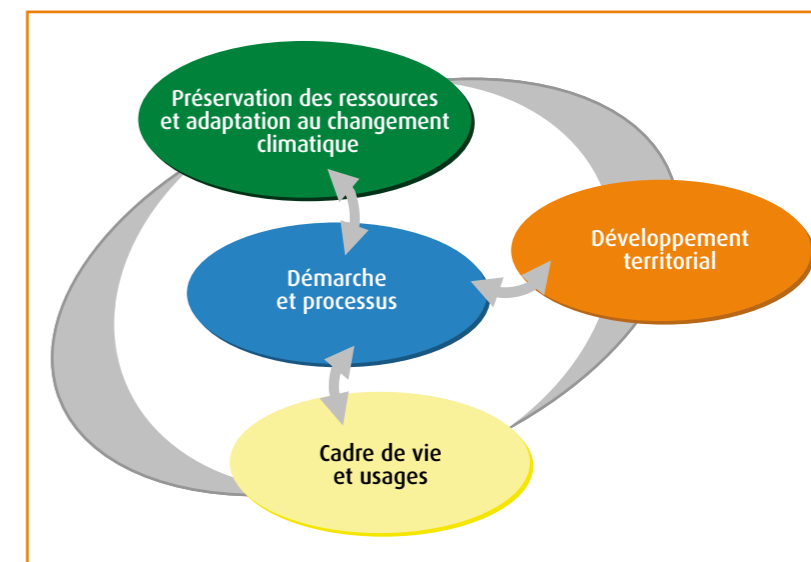 Préservation des ressources
et adaptation au changement
climatique
Développement
territorial
Démarche
et processus
Cadre de vie
et usages